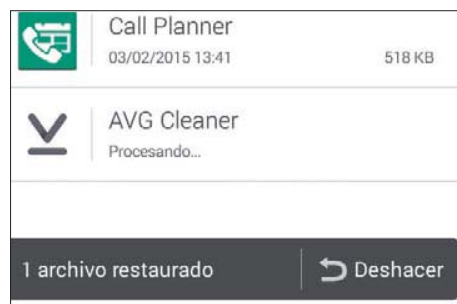 Call Planner
03/02/2015 13:41 518 KB
AVG Cleaner
Procesando...
1 archivo restaurado Deshacer